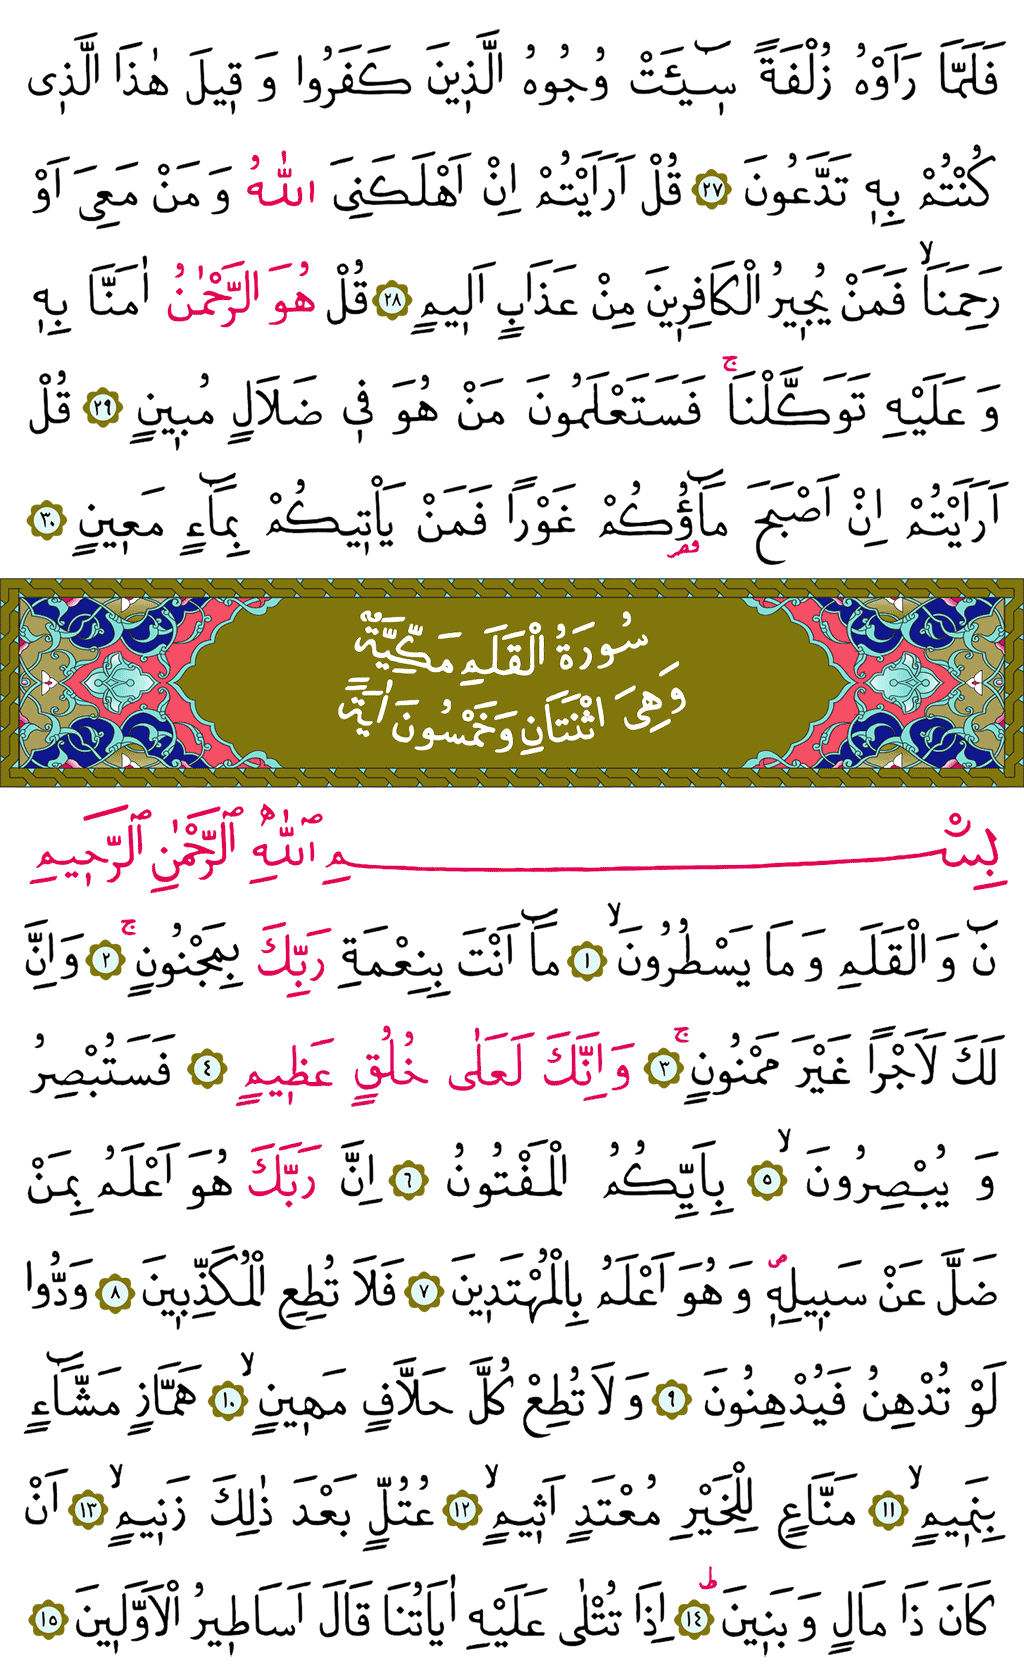 فَلَمَّا رَاَوْهُ زُلْفَةً سٖٓيـَٔتْ وُجُوهُ الَّذٖينَ كَفَرُوا وَ قٖيلَ هٰذَا الَّذٖى
كُنْتُمْ بِهٖ تَدَّعُونَ ﴿٢٧﴾ قُلْ اَرَاَيْتُمْ اِنْ اَهْلَكَنِىَ اللّٰهُ وَ مَنْ مَعِىَ اَوْ
رَحِمَنَاۙ فَمَنْ يُجٖيرُ الْكَافِرٖينَ مِنْ عَذَابٍ اَلٖيمٍ ﴿٢٨﴾ قُلْ هُوَ الرَّحْمٰنُ اٰمَنَّا بِهٖ
وَ عَلَيْهِ تَوَكَّلْنَاۚ فَسَتَعْلَمُونَ مَنْ هُوَ فٖى ضَلَالٍ مُبٖينٍ ﴿٢٩﴾ قُلْ
اَرَاَيْتُمْ اِنْ اَصْبَحَ مَٓاؤُ۬كُمْ غَوْرًا فَمَنْ يَاْتٖيكُمْ بِمَٓاءٍ مَعٖينٍ ﴿٣٠﴾
سُورَةُ الْقَلَمِ مَكِّيَّةٌ
وَهِىَ اثْنَتَانِ وَخَمْسُونَ اٰيَةً
بِسْمِ اللّٰهِ الرَّحْمٰنِ الرَّحٖيمِ
نٓ وَ الْقَلَمِ وَ مَا يَسْطُرُونَۙ ﴿١﴾ مَٓا اَنْتَ بِنِعْمَةِ رَبِّكَ بِمَجْنُونٍۚ ﴿٢﴾ وَاِنَّ
لَكَ لَاَجْرًا غَيْرَ مَمْنُونٍۚ ﴿٣﴾ وَاِنَّكَ لَعَلٰى خُلُقٍ عَظٖيمٍ ﴿٤﴾ فَسَتُبْصِرُ
وَ يُبْصِرُونَۙ ﴿٥﴾ بِاَيِّكُمُ الْمَفْتُونُ ﴿٦﴾ اِنَّ رَبَّكَ هُوَ اَعْلَمُ بِمَنْ
ضَلَّ عَنْ سَبٖيلِهٖ وَ هُوَ اَعْلَمُ بِالْمُهْتَدٖينَ ﴿٧﴾ فَلَا تُطِعِ الْمُكَذِّبٖينَ ﴿٨﴾ وَدُّوا
لَوْ تُدْهِنُ فَيُدْهِنُونَ ﴿٩﴾ وَ لَا تُطِعْ كُلَّ حَلَّافٍ مَهٖينٍۙ ﴿١٠﴾ هَمَّازٍ مَشَّٓاءٍ
بِنَمٖيمٍۙ ﴿١١﴾ مَنَّاعٍ لِلْخَيْرِ مُعْتَدٍ اَثٖيمٍۙ ﴿١٢﴾ عُتُلٍّ بَعْدَ ذٰلِكَ زَنٖيمٍۙ ﴿١٣﴾ اَنْ
كَانَ ذَا مَالٍ وَ بَنٖينَؕ ﴿١٤﴾ اِذَا تُتْلٰى عَلَيْهِ اٰيَاتُنَا قَالَ اَسَاطٖيرُ الْاَوَّلٖينَ ﴿١٥﴾